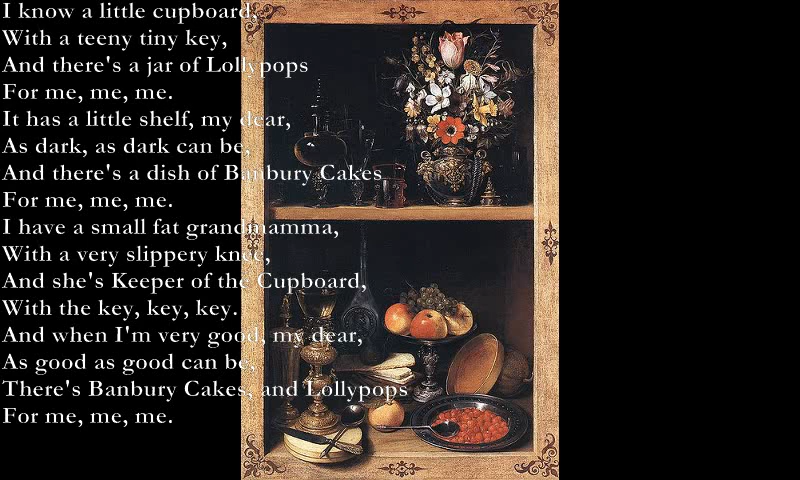 I know a little cupboard,
With a teeny tiny key,
And there's a jar of Lollypops
For me, me, me.
It has a little shelf, my dear,
As dark, as dark can be,
And there's a dish of Banbury Cakes
For me, me, me.
I have a small fat grandmamma,
With a very slippery knee,
And she's Keeper of the Cupboard,
With the key, key, key.
And when I'm very good, my dear,
As good as good can be,
There's Banbury Cakes, and Lollypops
For me, me, me.